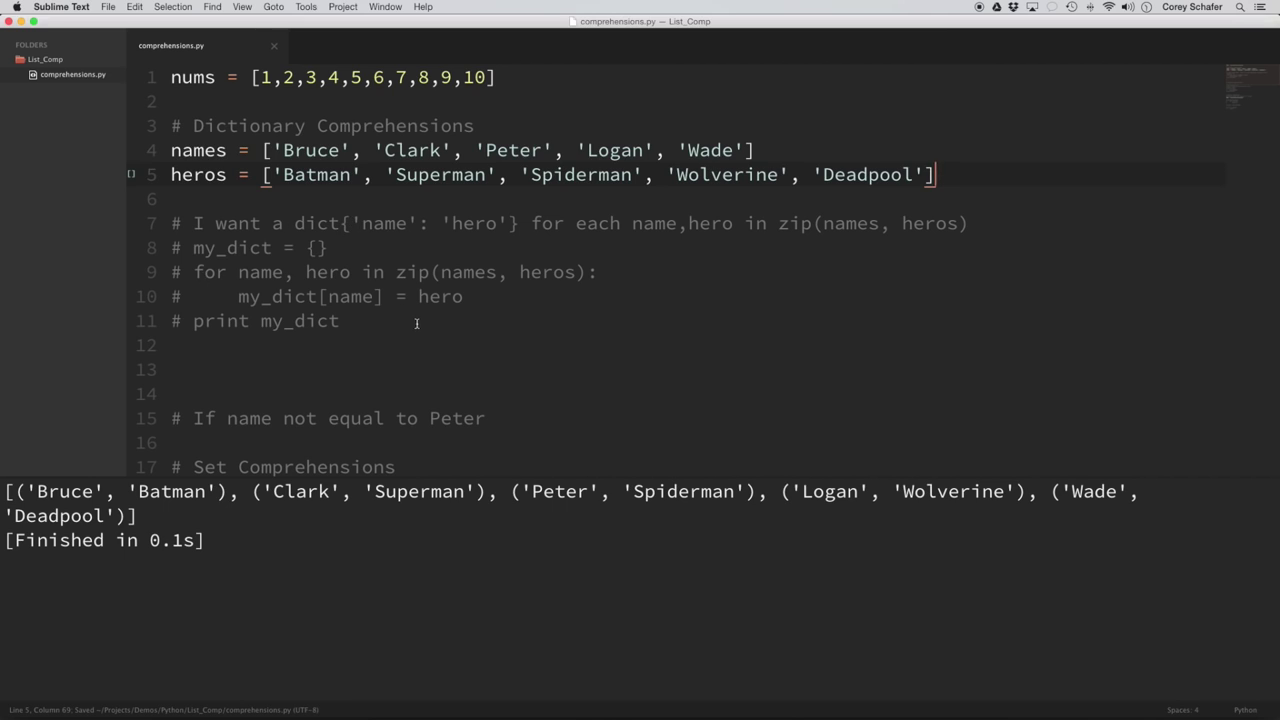 Sublime Text File Edit Selection Find View Goto Tools Project Window Help Corey Schafer
comprehensions.py — List_Comp
FOLDERS
List_Comp
comprehensions.py
comprehensions.py
1 nums = [1,2,3,4,5,6,7,8,9,10]
2
3 # Dictionary Comprehensions
4 names = ['Bruce', 'Clark', 'Peter', 'Logan', 'Wade']
5 heros = ['Batman', 'Superman', 'Spiderman', 'Wolverine', 'Deadpool']
6
7 # I want a dict{'name': 'hero'} for each name,hero in zip(names, heros)
8 # my_dict = {}
9 # for name, hero in zip(names, heros):
10 #     my_dict[name] = hero
11 # print my_dict
12
13
14
15 # If name not equal to Peter
16
17 # Set Comprehensions
[('Bruce', 'Batman'), ('Clark', 'Superman'), ('Peter', 'Spiderman'), ('Logan', 'Wolverine'), ('Wade',
'Deadpool')]
[Finished in 0.1s]
Line 5, Column 69; Saved ~/Projects/Demos/Python/List_Comp/comprehensions.py (UTF-8) Spaces: 4 Python